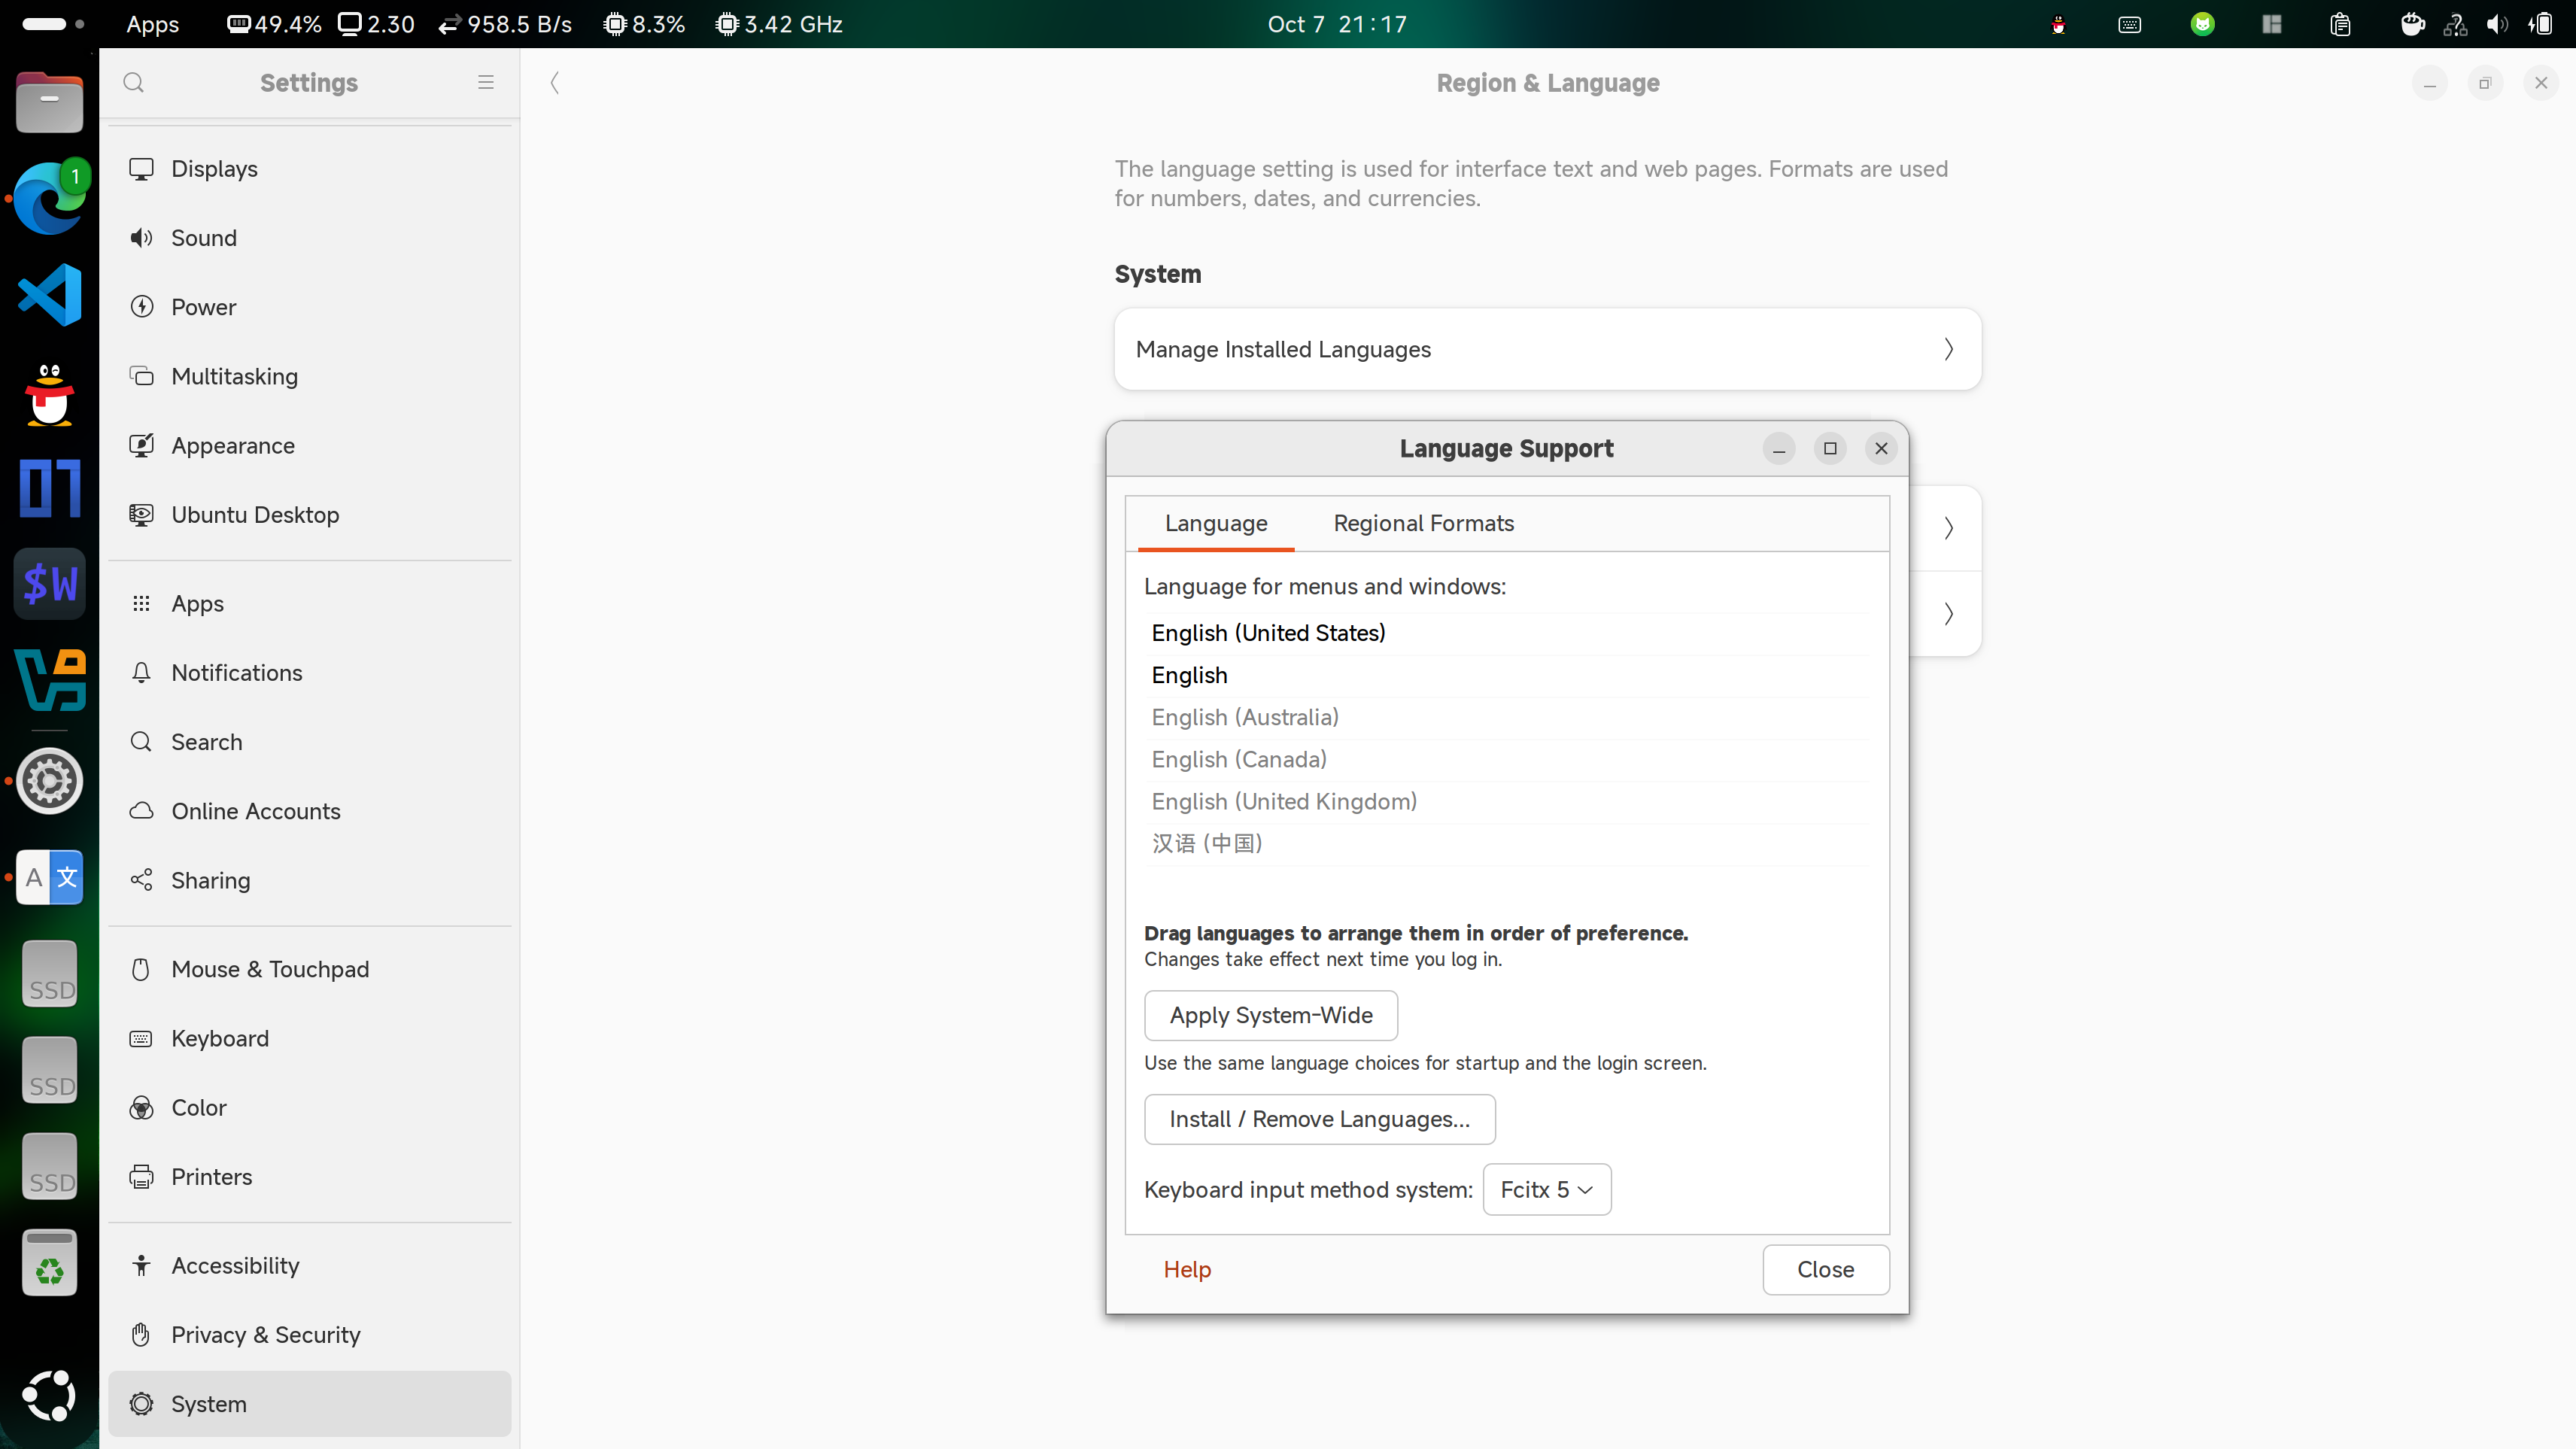 Apps 49.4% 2.30 958.5 B/s 8.3% 3.42 GHz Oct 7 21:17
Settings
Region & Language
1
A 文
$W
SSD
SSD
SSD
Displays
Sound
Power
Multitasking
Appearance
Ubuntu Desktop
Apps
Notifications
Search
Online Accounts
Sharing
Mouse & Touchpad
Keyboard
Color
Printers
Accessibility
Privacy & Security
System
The language setting is used for interface text and web pages. Formats are used
for numbers, dates, and currencies.
System
Manage Installed Languages
Language Support
Language Regional Formats
Language for menus and windows:
English (United States)
English
English (Australia)
English (Canada)
English (United Kingdom)
汉语 (中国)
Drag languages to arrange them in order of preference.
Changes take effect next time you log in.
Apply System-Wide
Use the same language choices for startup and the login screen.
Install / Remove Languages...
Keyboard input method system: Fcitx 5
Help Close